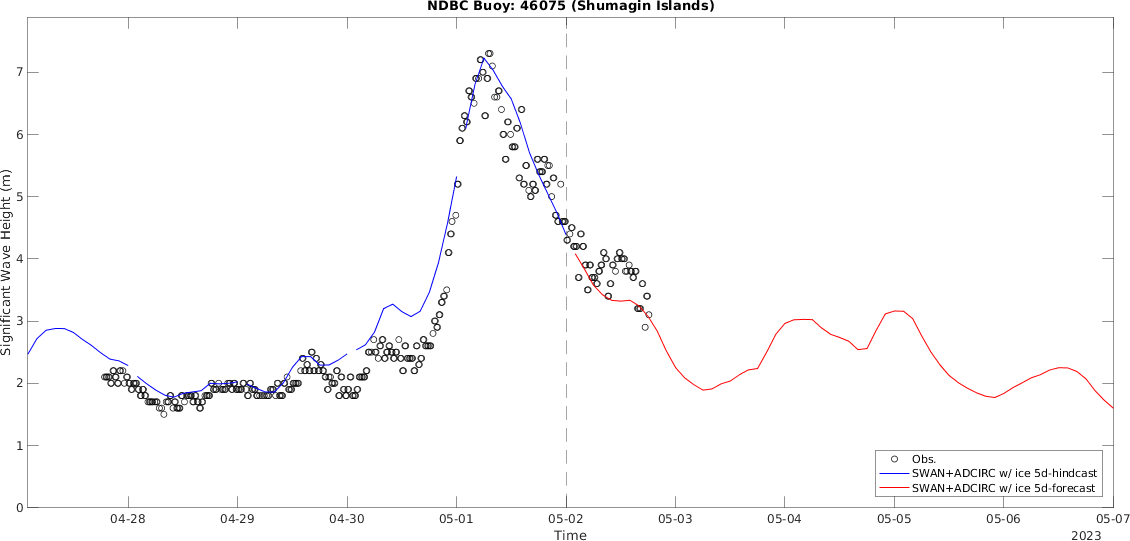 NDBC Buoy: 46075 (Shumagin Islands)
Significant Wave Height (m)
7
6
5
4
3
2
1
0
Obs.
SWAN+ADCIRC w/ ice 5d-hindcast
SWAN+ADCIRC w/ ice 5d-forecast
04-28 04-29 04-30 05-01 05-02 05-03 05-04 05-05 05-06 05-07
Time
2023